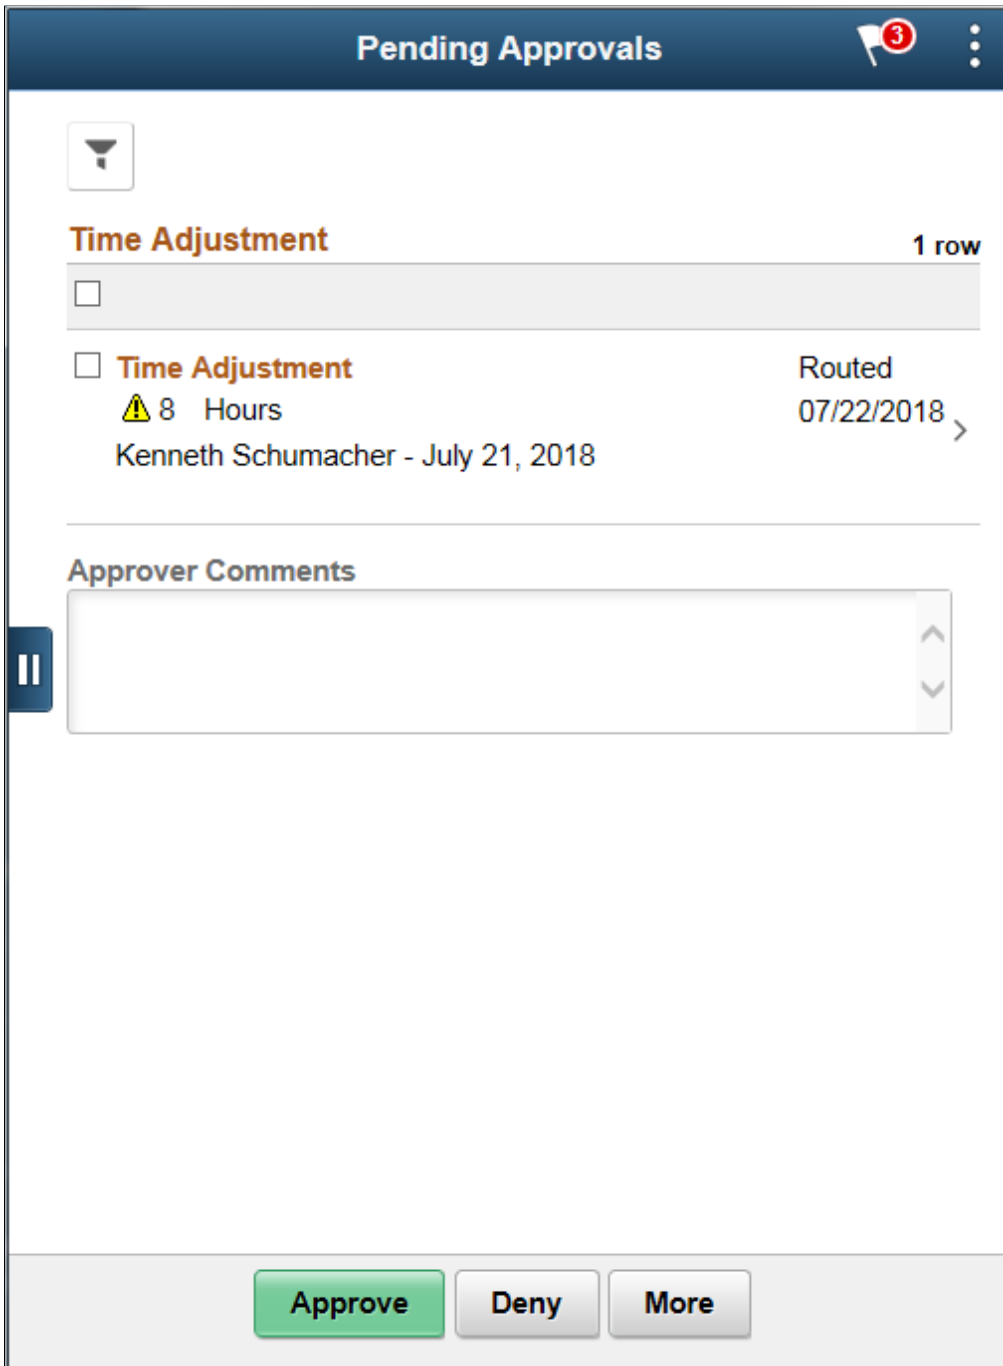 Pending Approvals 3
Time Adjustment 1 row
Time Adjustment Routed
8 Hours 07/22/2018
Kenneth Schumacher - July 21, 2018
Approver Comments
Approve Deny More